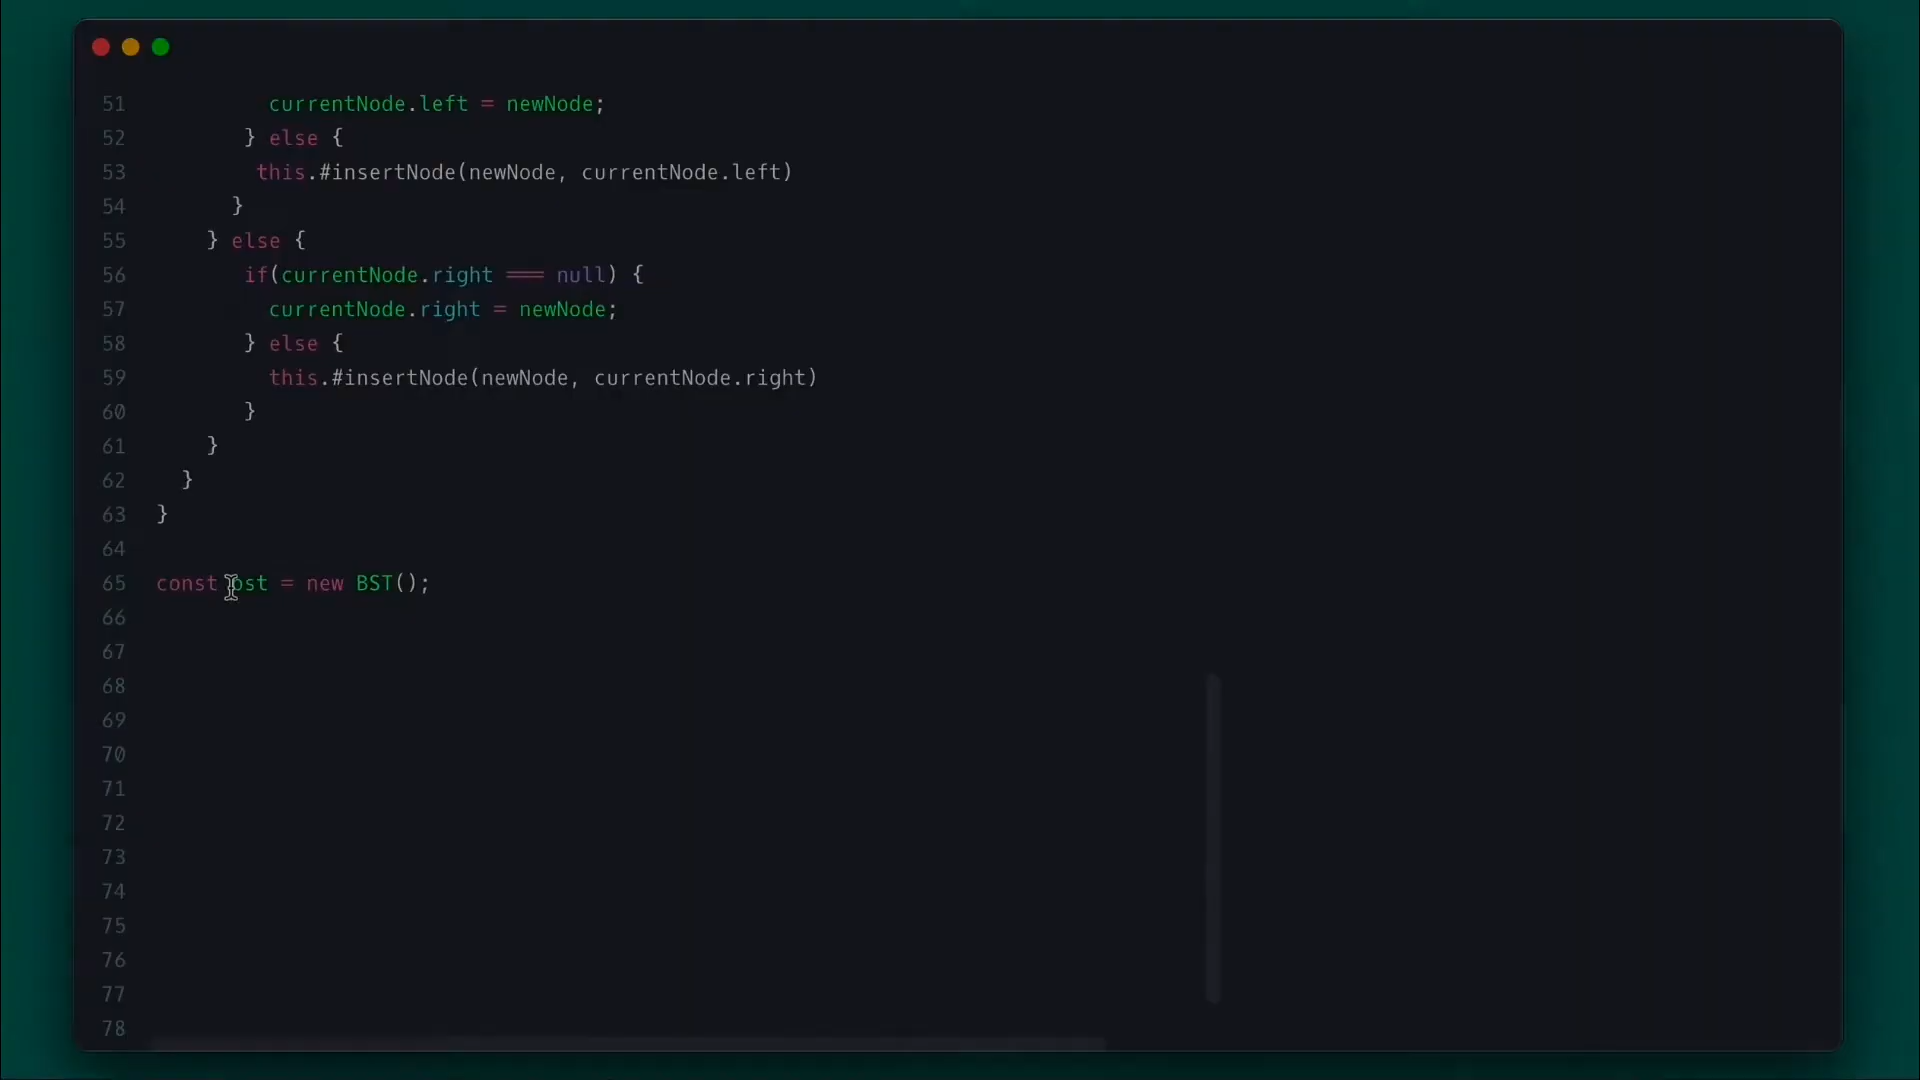 51 currentNode.left = newNode;
52 } else {
53 this.#insertNode(newNode, currentNode.left)
54 }
55 } else {
56 if(currentNode.right === null) {
57 currentNode.right = newNode;
58 } else {
59 this.#insertNode(newNode, currentNode.right)
60 }
61 }
62 }
63 }
64
65 const bst = new BST();
66
67
68
69
70
71
72
73
74
75
76
77
78